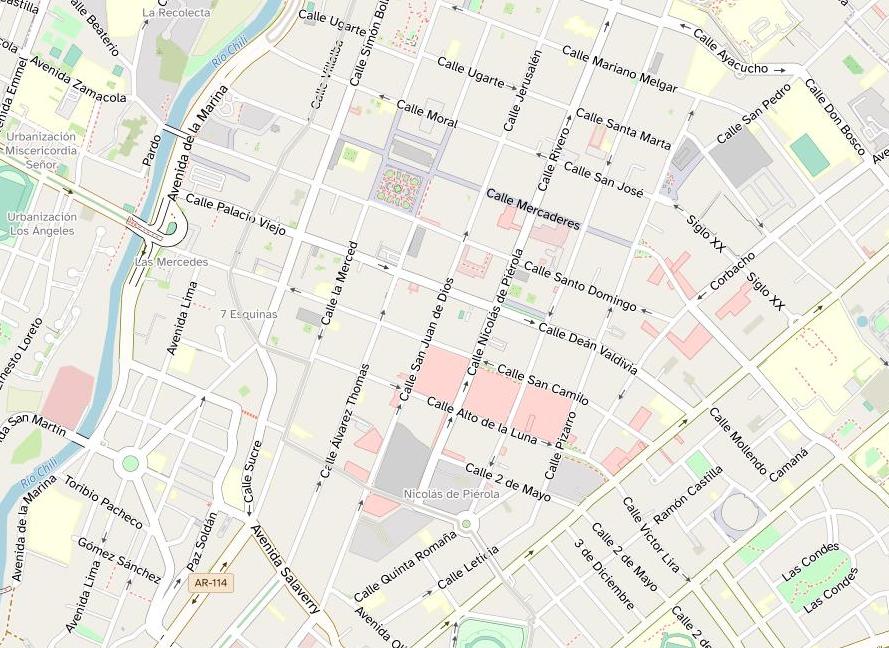 La Recolecta
Calle Beaterio
Río Chili
Calle Ugarte
Calle Villalba
Avenida Zamacola
Avenida Emmel
Calle Ayacucho
Calle Mariano Melgar
Calle Ugarte
Calle Jerusalén
Calle San Pedro
Calle Don Bosco
Avenida de la Marina
Calle Moral
Calle Santa Marta
Urbanización
Misericordia
Señor
Pardo
Calle Rivero
Calle San José
Calle Mercaderes
Urbanización
Los Ángeles
Calle Palacio Viejo
Siglo XX
Las Mercedes
Calle la Merced
Corbacho
Siglo XX
Calle Santo Domingo
Calle Nicolás de Piérola
Calle San Juan de Dios
Avenida Lima
7 Esquinas
Calle Deán Valdivia
Ernesto Loreto
Calle San Camilo
Calle Álvarez Thomas
Calle Alto de la Luna
Calle Pizarro
Calle Mollendo
Camaná
San Martín
Río Chili
Calle Sucre
Calle 2 de Mayo
Nicolás de Piérola
Ramón Castilla
Avenida de la Marina
Toribio Pacheco
Paz Soldán
Gómez Sánchez
Avenida Salaverry
Calle Victor Lira
Calle 2 de Mayo
3 de Diciembre
Calle Quinta Romaña
Calle Leticia
Las Condes
Las Condes
AR-114
Avenida Lima